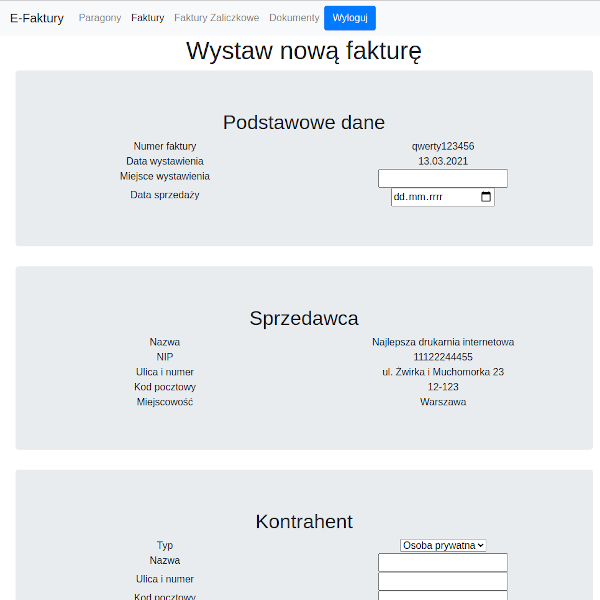 E-Faktury Paragony Faktury Faktury Zaliczkowe Dokumenty Wyloguj
Wystaw nową fakturę
Podstawowe dane
Numer faktury qwerty123456
Data wystawienia 13.03.2021
Miejsce wystawienia
Data sprzedaży dd.mm.rrrr
Sprzedawca
Nazwa Najlepsza drukarnia internetowa
NIP 11122244455
Ulica i numer ul. Żwirka i Muchomorka 23
Kod pocztowy 12-123
Miejscowość Warszawa
Kontrahent
Typ Osoba prywatna
Nazwa
Ulica i numer
Kod pocztowy